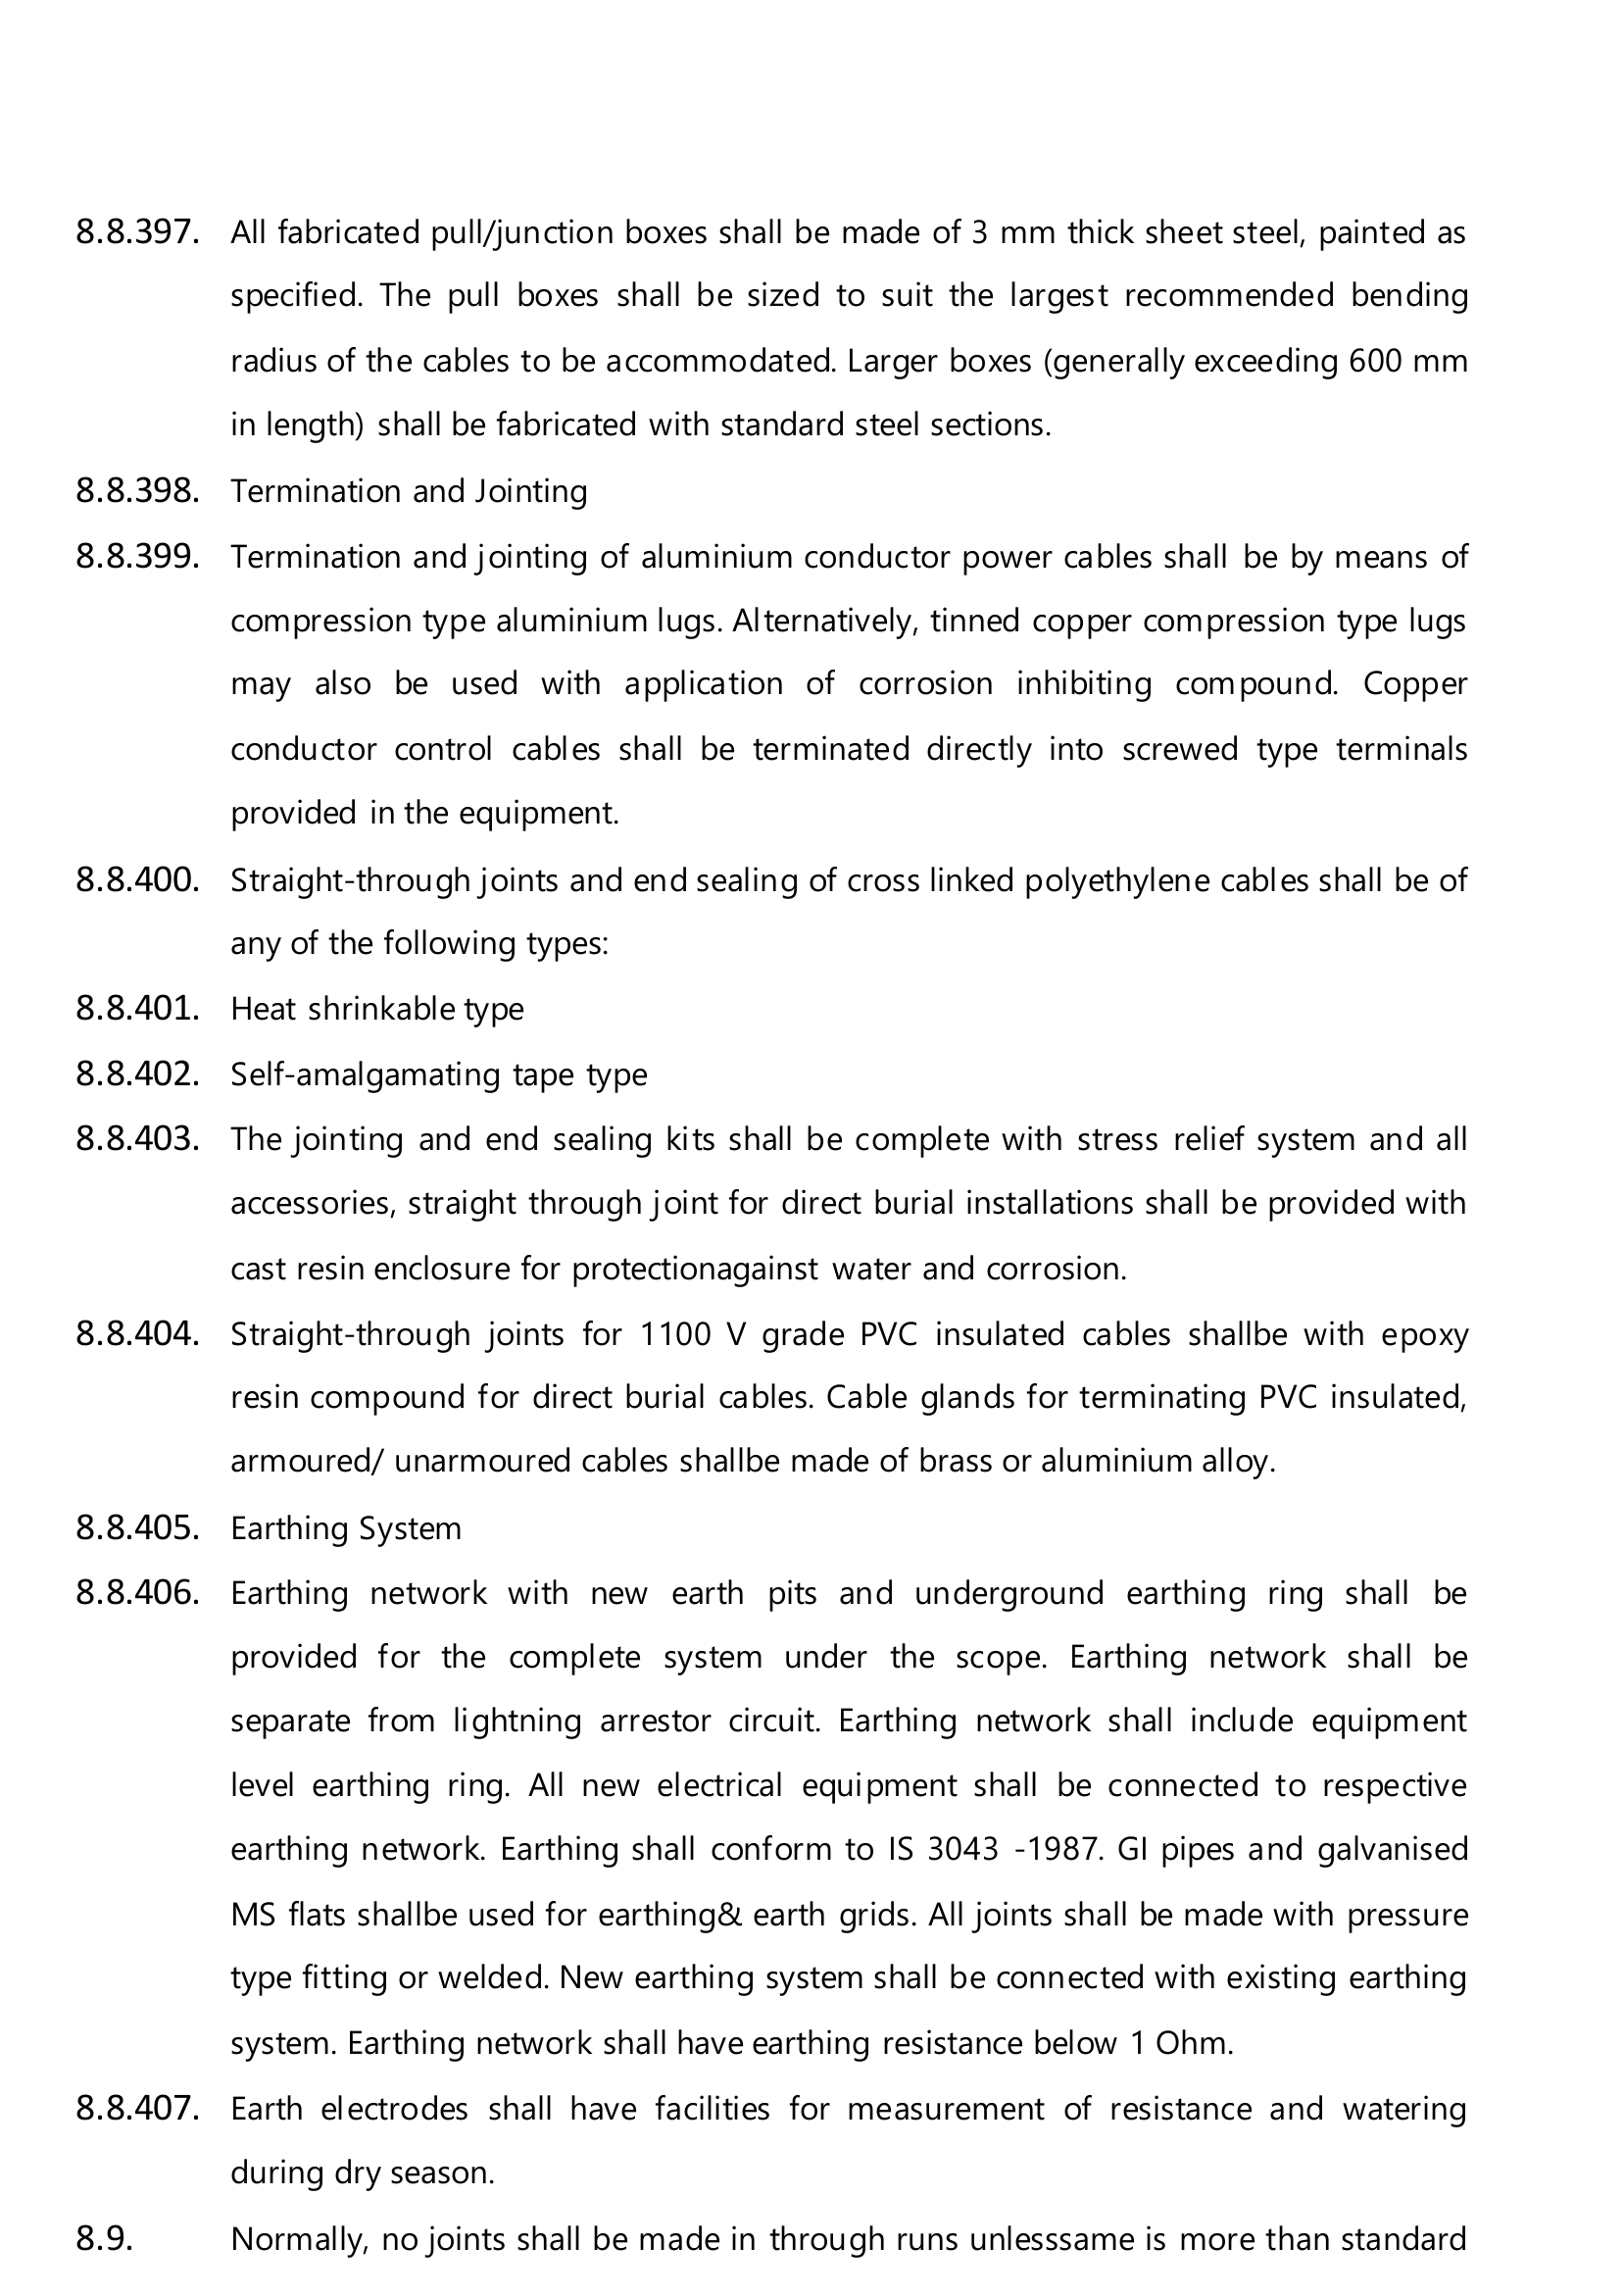 8.8.397. All fabricated pull/junction boxes shall be made of 3 mm thick sheet steel, painted as
specified. The pull boxes shall be sized to suit the largest recommended bending
radius of the cables to be accommodated. Larger boxes (generally exceeding 600 mm
in length) shall be fabricated with standard steel sections.
8.8.398. Termination and Jointing
8.8.399. Termination and jointing of aluminium conductor power cables shall be by means of
compression type aluminium lugs. Alternatively, tinned copper compression type lugs
may also be used with application of corrosion inhibiting compound. Copper
conductor control cables shall be terminated directly into screwed type terminals
provided in the equipment.
8.8.400. Straight-through joints and end sealing of cross linked polyethylene cables shall be of
any of the following types:
8.8.401. Heat shrinkable type
8.8.402. Self-amalgamating tape type
8.8.403. The jointing and end sealing kits shall be complete with stress relief system and all
accessories, straight through joint for direct burial installations shall be provided with
cast resin enclosure for protectionagainst water and corrosion.
8.8.404. Straight-through joints for 1100 V grade PVC insulated cables shallbe with epoxy
resin compound for direct burial cables. Cable glands for terminating PVC insulated,
armoured/ unarmoured cables shallbe made of brass or aluminium alloy.
8.8.405. Earthing System
8.8.406. Earthing network with new earth pits and underground earthing ring shall be
provided for the complete system under the scope. Earthing network shall be
separate from lightning arrestor circuit. Earthing network shall include equipment
level earthing ring. All new electrical equipment shall be connected to respective
earthing network. Earthing shall conform to IS 3043 -1987. GI pipes and galvanised
MS flats shallbe used for earthing& earth grids. All joints shall be made with pressure
type fitting or welded. New earthing system shall be connected with existing earthing
system. Earthing network shall have earthing resistance below 1 Ohm.
8.8.407. Earth electrodes shall have facilities for measurement of resistance and watering
during dry season.
8.9. Normally, no joints shall be made in through runs unlesssame is more than standard